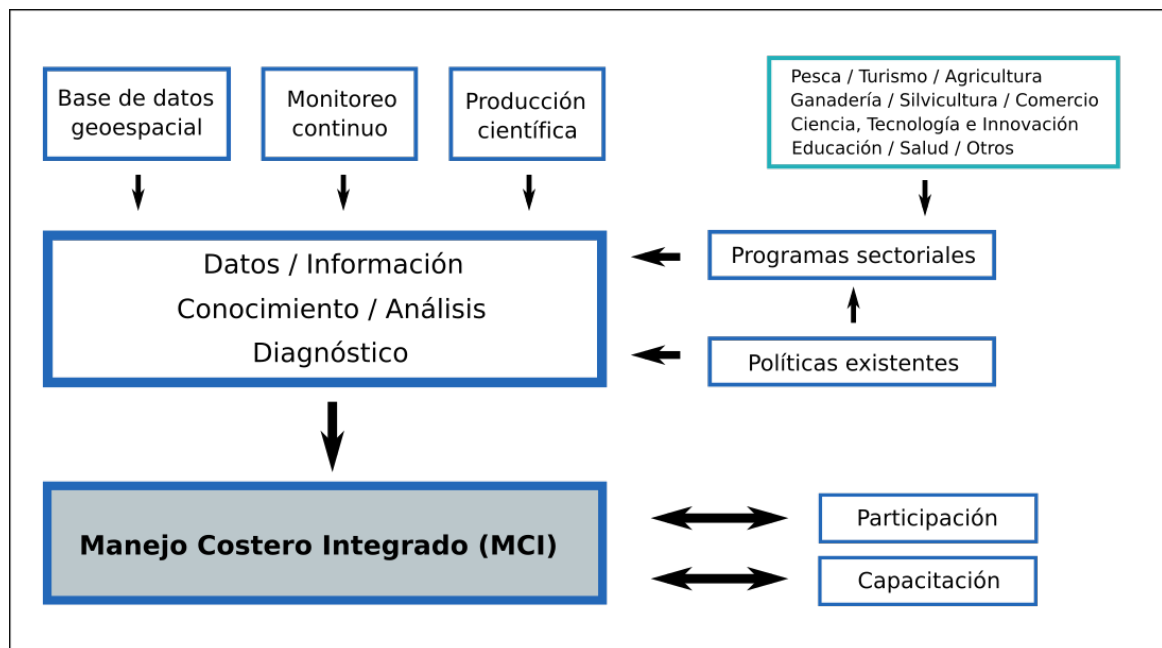 Base de datos
geoespacial
Monitoreo
continuo
Producción
científica
Pesca / Turismo / Agricultura
Ganadería / Silvicultura / Comercio
Ciencia, Tecnología e Innovación
Educación / Salud / Otros
Datos / Información
Conocimiento / Análisis
Diagnóstico
Programas sectoriales
Políticas existentes
Manejo Costero Integrado (MCI)
Participación
Capacitación